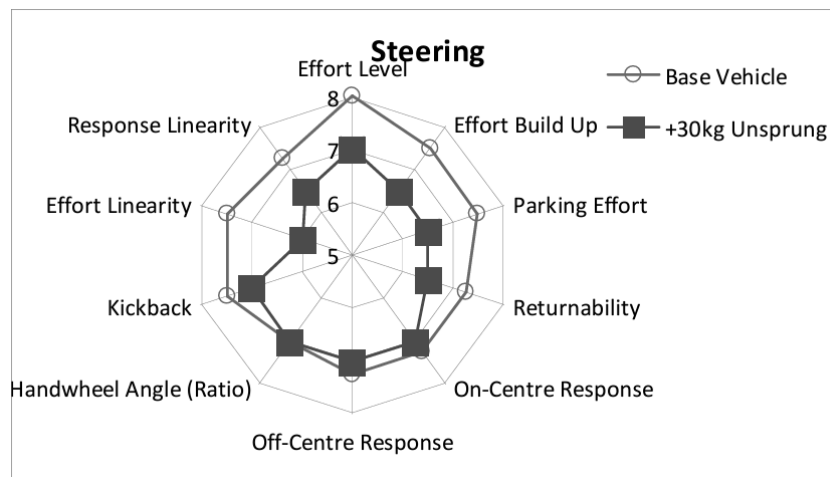 Steering
Effort Level
Base Vehicle
8
Response Linearity
Effort Build Up
+30kg Unsprung
7
Effort Linearity
6
Parking Effort
5
Kickback
Returnability
Handwheel Angle (Ratio)
On-Centre Response
Off-Centre Response